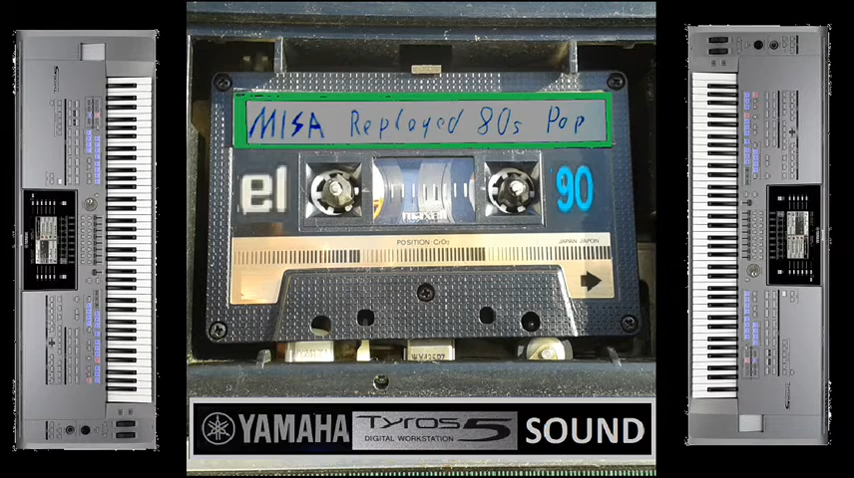 MISA Replayed 80s Pop
el 90
maxell
POSITION·CrO2
JAPAN JAPON
YAMAHA Tyros 5 SOUND
DIGITAL WORKSTATION